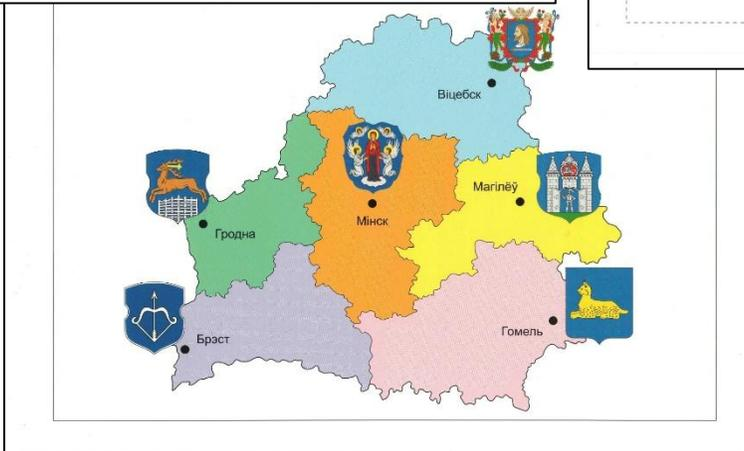 Віцебск
Магілёў
Мінск
Гродна
Гомель
Брэст